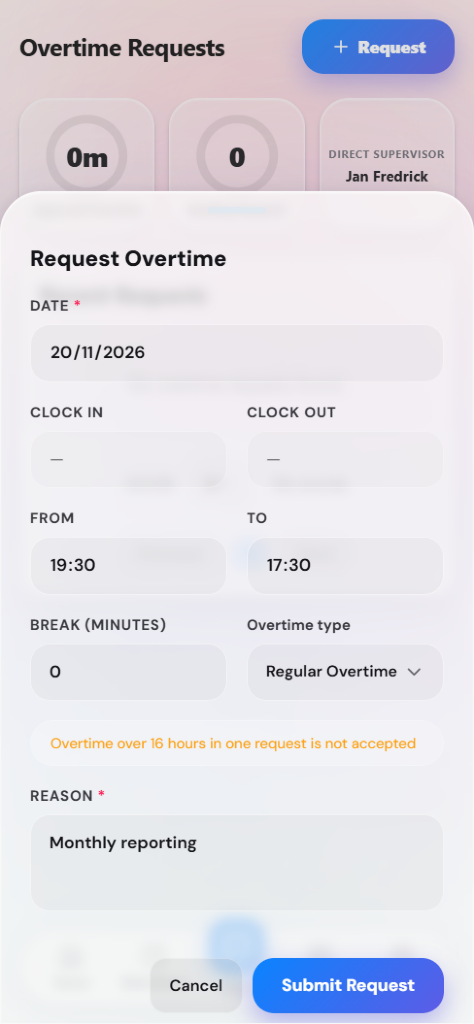 Overtime Requests
+ Request
0m
0
DIRECT SUPERVISOR
Jan Fredrick
Request Overtime
DATE *
20/11/2026
CLOCK IN
CLOCK OUT
—
—
FROM
TO
19:30
17:30
BREAK (MINUTES)
Overtime type
0
Regular Overtime
Overtime over 16 hours in one request is not accepted
REASON *
Monthly reporting
Cancel
Submit Request